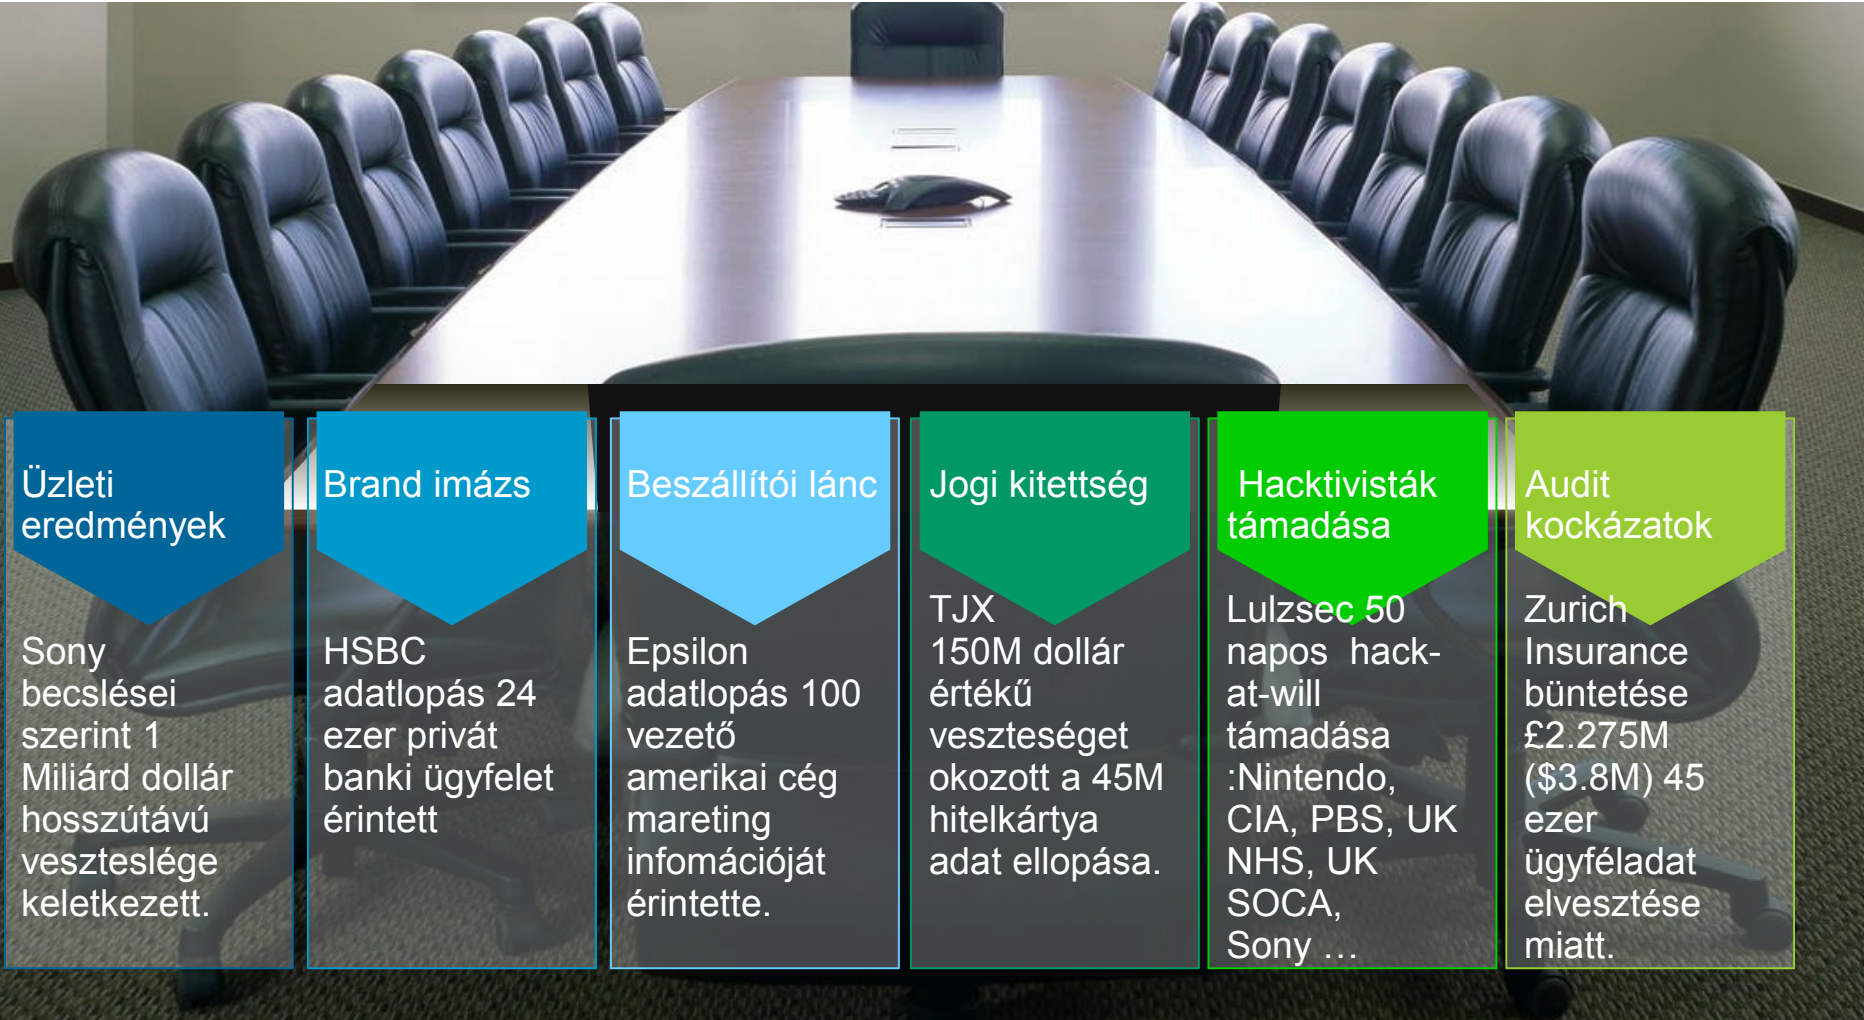 Üzleti
eredmények
Sony
becslései
szerint 1
Miliárd dollár
hosszútávú
veszteslége
keletkezett.
Brand imázs
HSBC
adatlopás 24
ezer privát
banki ügyfelet
érintett
Beszállítói lánc
Epsilon
adatlopás 100
vezető
amerikai cég
mareting
infomációját
érintette.
Jogi kitettség
TJX
150M dollár
értékű
veszteséget
okozott a 45M
hitelkártya
adat ellopása.
Hacktivisták
támadása
Lulzsec 50
napos  hack-
at-will
támadása
:Nintendo,
CIA, PBS, UK
NHS, UK
SOCA,
Sony …
Audit
kockázatok
Zurich
Insurance
büntetése
£2.275M
($3.8M) 45
ezer
ügyféladat
elvesztése
miatt.